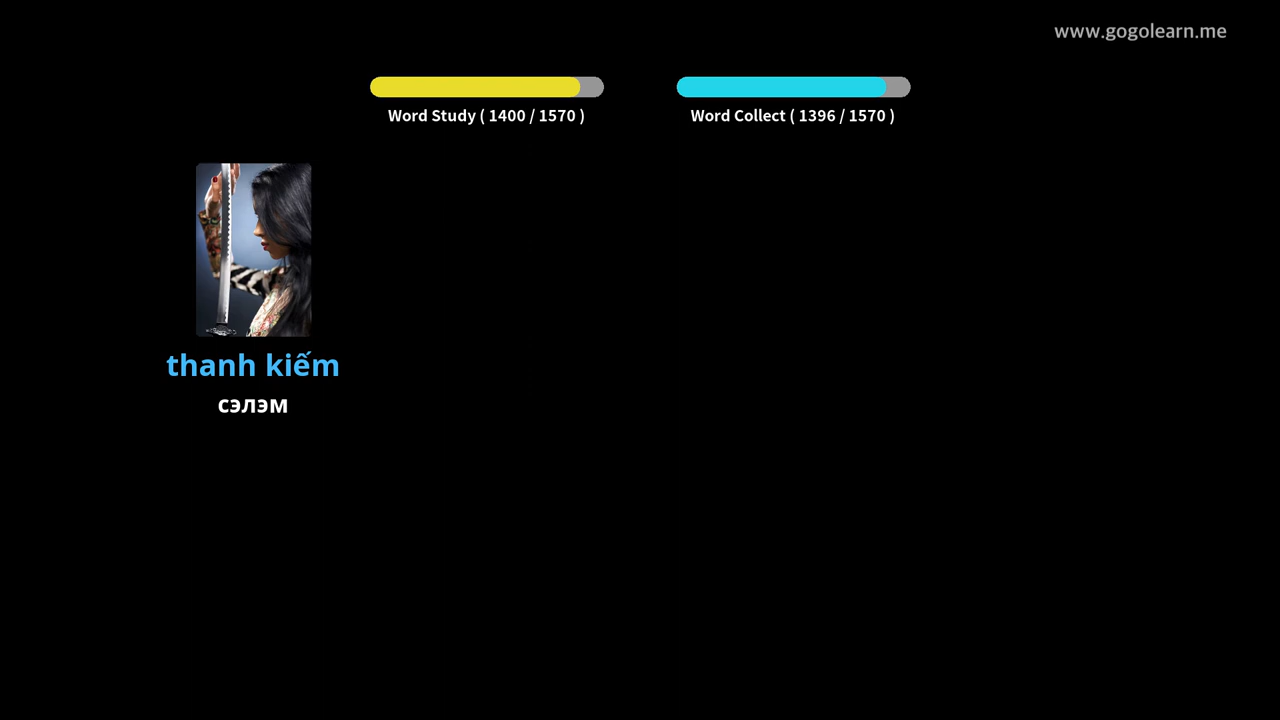 www.gogolearn.me
Word Study ( 1400 / 1570 )
Word Collect ( 1396 / 1570 )
thanh kiếm
сэлэм